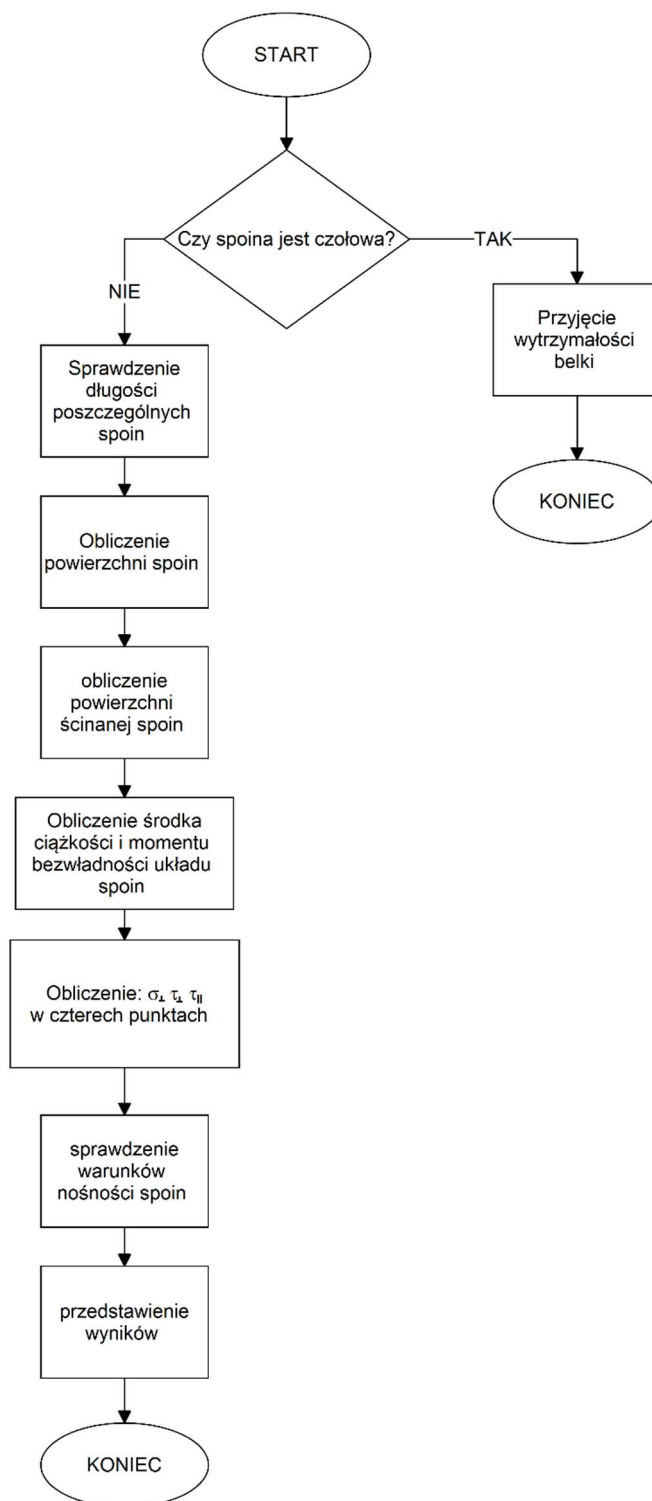 START
Czy spoina jest czołowa?
TAK
NIE
Przyjęcie
wytrzymałości
belki
KONIEC
Sprawdzenie
długości
poszczególnych
spoin
Obliczenie
powierzchni spoin
obliczenie
powierzchni
ścinanej spoin
Obliczenie środka
ciążkości i momentu
bezwładności układu
spoin
Obliczenie: σ⊥ τ⊥ τ||
w czterech punktach
sprawdzenie
warunków
nośności spoin
przedstawienie
wyników
KONIEC